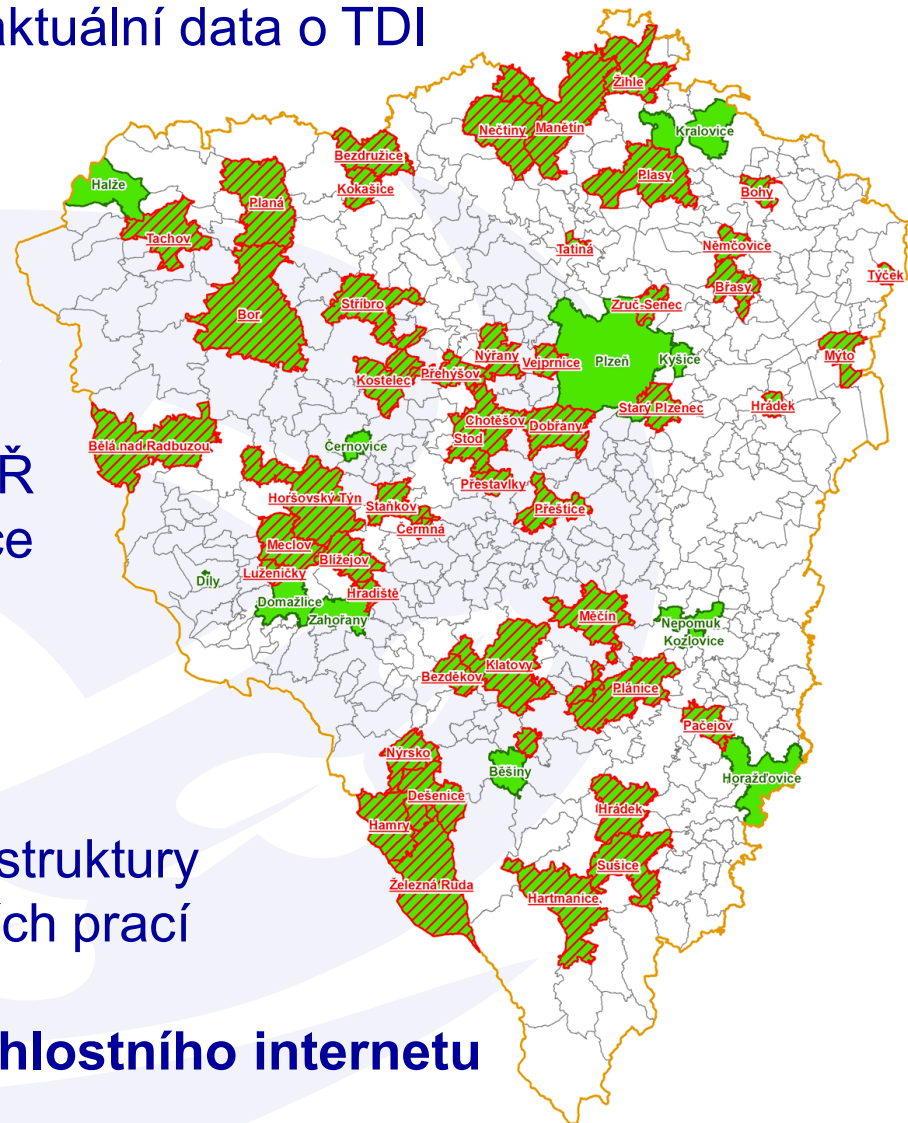 aktuální data o TDI
Žihle
Nečtiny
Manětín
Kralovice
Bezdružice
Plasy
Halže
Kokašice
Bohy
Planá
Tachov
Tatiná
Němčovice
Týček
Břasy
Stříbro
Zruč-Senec
Bor
Nýřany
Vejprnice
Plzeň
Kyšice
Mýto
Přehýšov
Kostelec
Hrádek
Starý Plzenec
Chotěšov
Dobřany
Stod
Bělá nad Radbuzou
Černovice
Ř
Přestavlky
Horšovský Týn
Staňkov
Přeštice
Čermná
ce
Meclov
Blížejov
Luženičky
Díly
Hradiště
Domažlice
Zahořany
Měčín
Nepomuk
Kozlovice
Klatovy
Bezděkov
Plánice
Pačejov
Nýrsko
Běšiny
Horažďovice
Dešenice
Hrádek
Hamry
struktury
Sušice
Železná Ruda
Hartmanice
ích prací
hlostního internetu